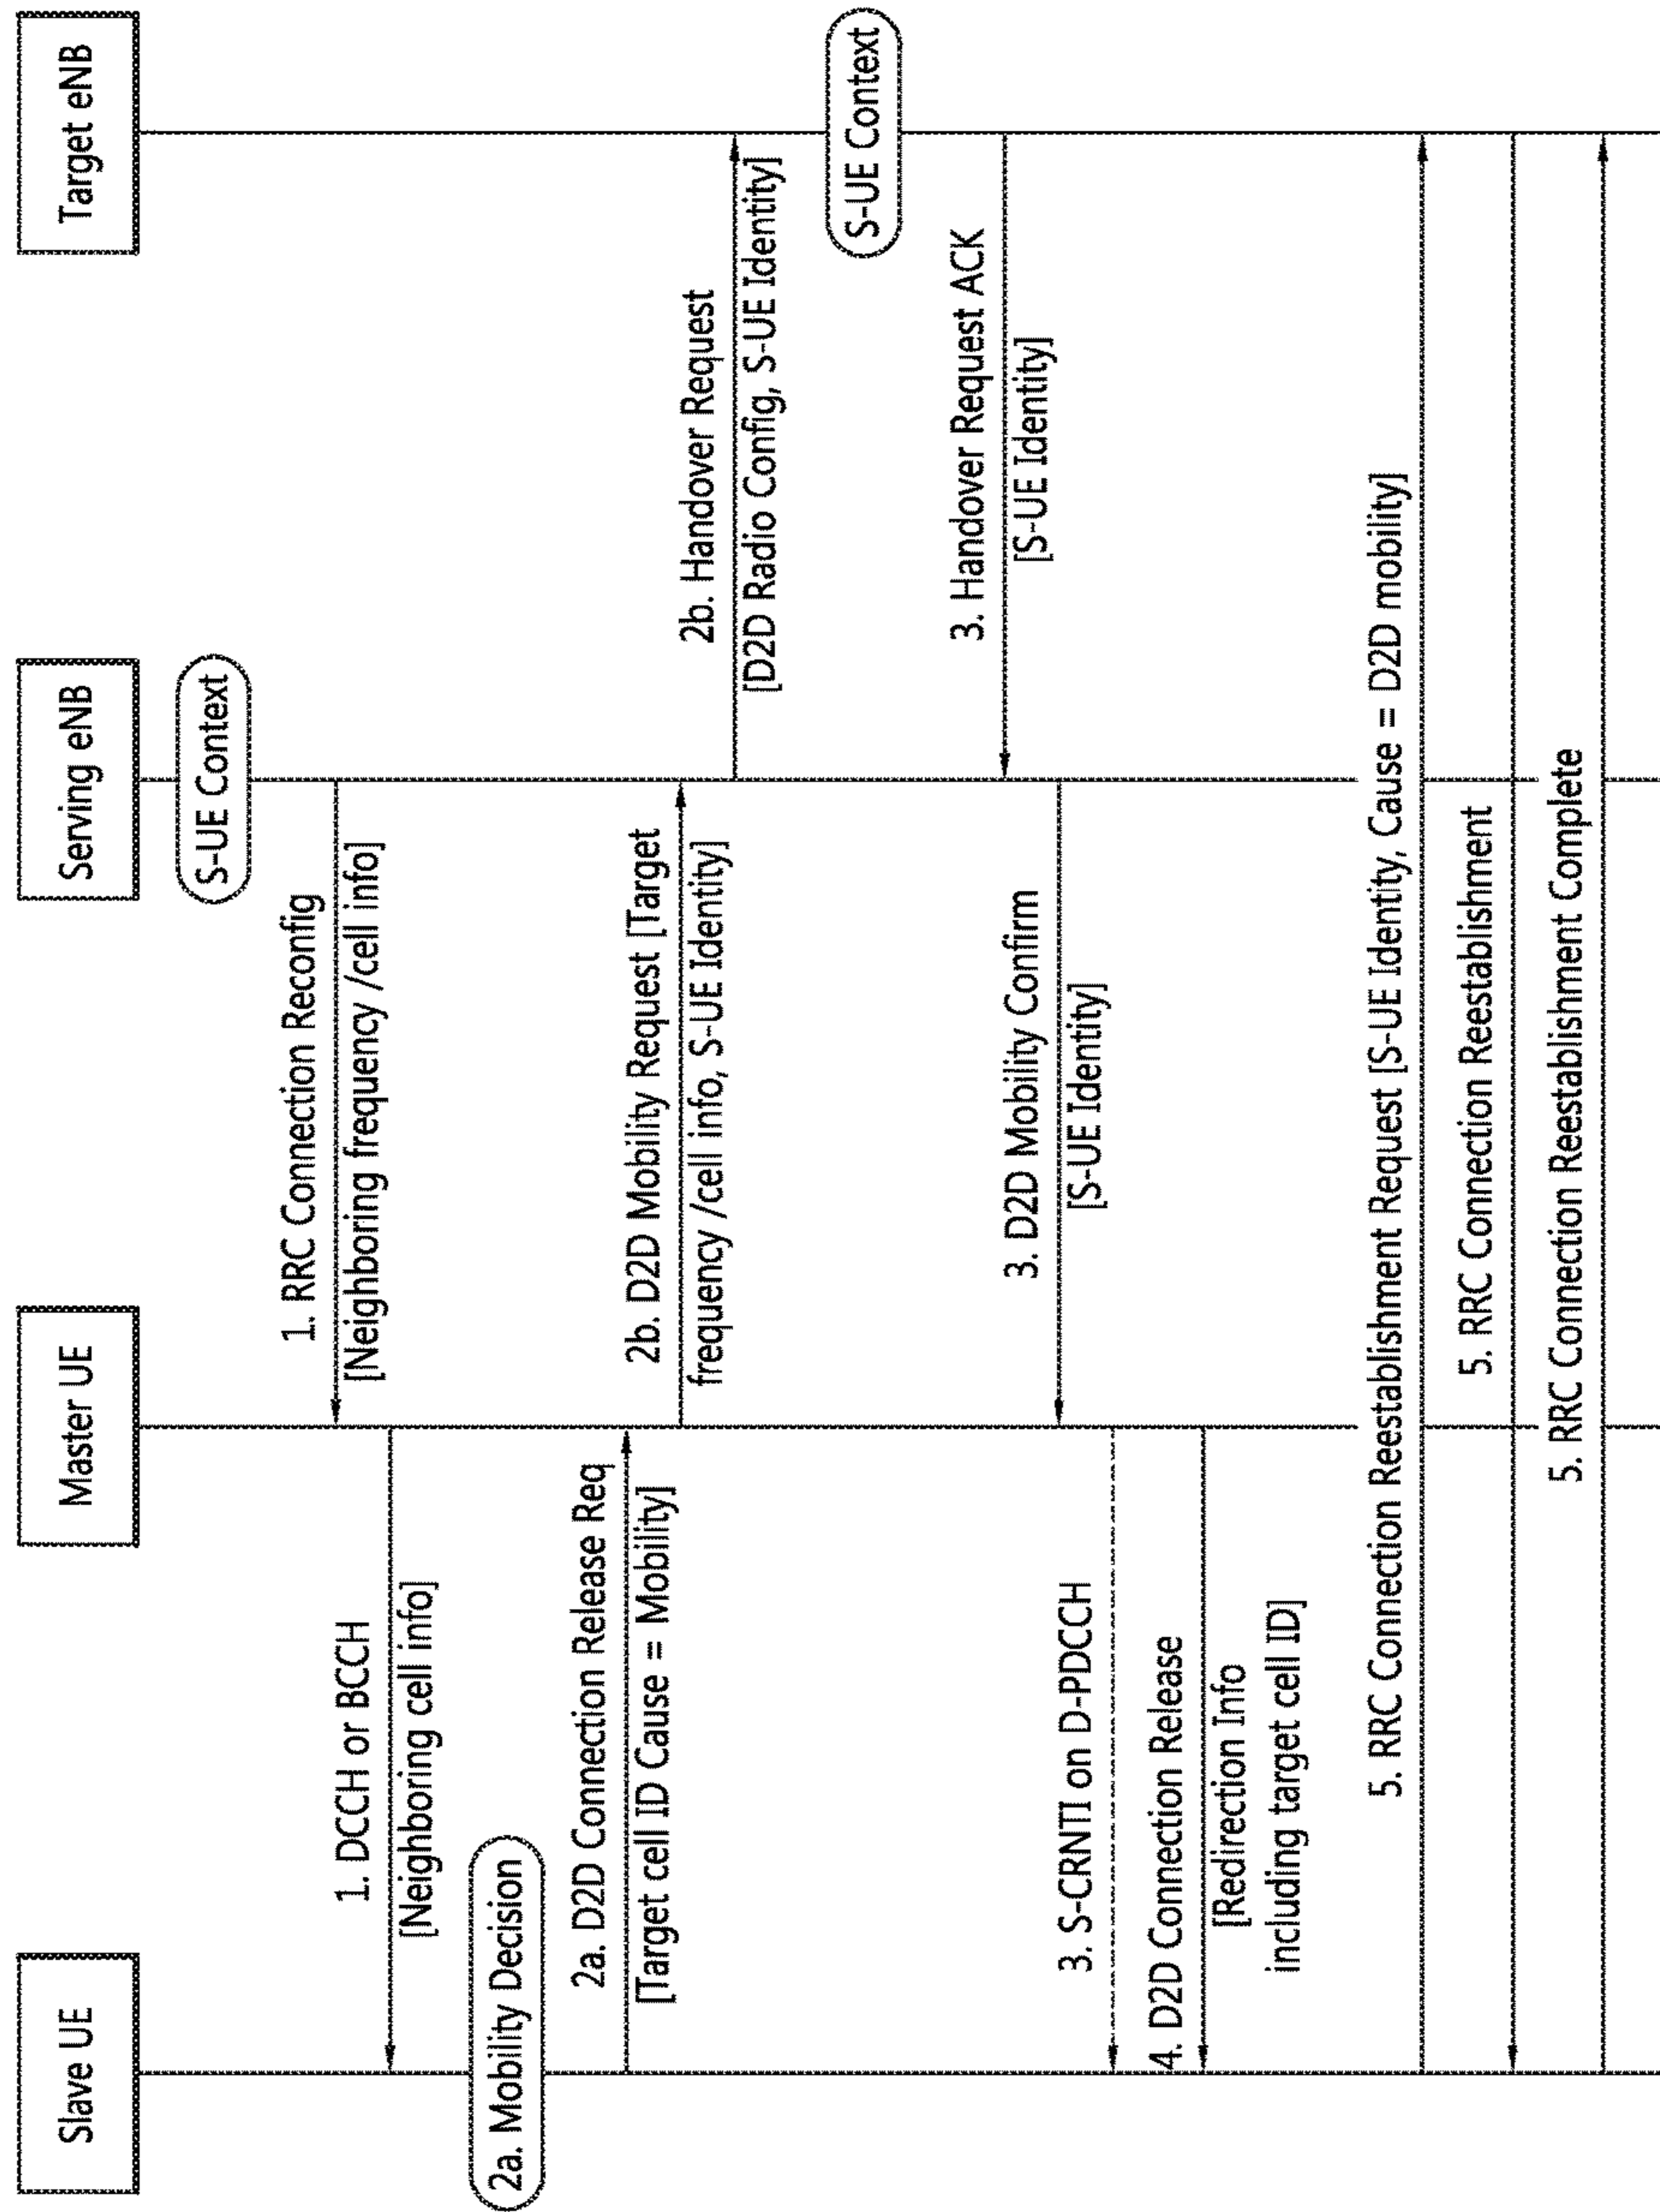 Slave UE
Master UE
Serving eNB
Target eNB
S-UE Context
1. RRC Connection Reconfig
[Neighboring frequency /cell info]
1. DCCH or BCCH
[Neighboring cell info]
2a. Mobility Decision
2a. D2D Connection Release Req
[Target cell ID Cause = Mobility]
2b. D2D Mobility Request [Target
frequency /cell info, S-UE Identity]
2b. Handover Request
[D2D Radio Config, S-UE Identity]
S-UE Context
3. Handover Request ACK
[S-UE Identity]
3. D2D Mobility Confirm
[S-UE Identity]
3. S-CRNTI on D-PDCCH
4. D2D Connection Release
[Redirection Info
including target cell ID]
5. RRC Connection Reestablishment Request [S-UE Identity, Cause = D2D mobility]
5. RRC Connection Reestablishment
5. RRC Connection Reestablishment Complete